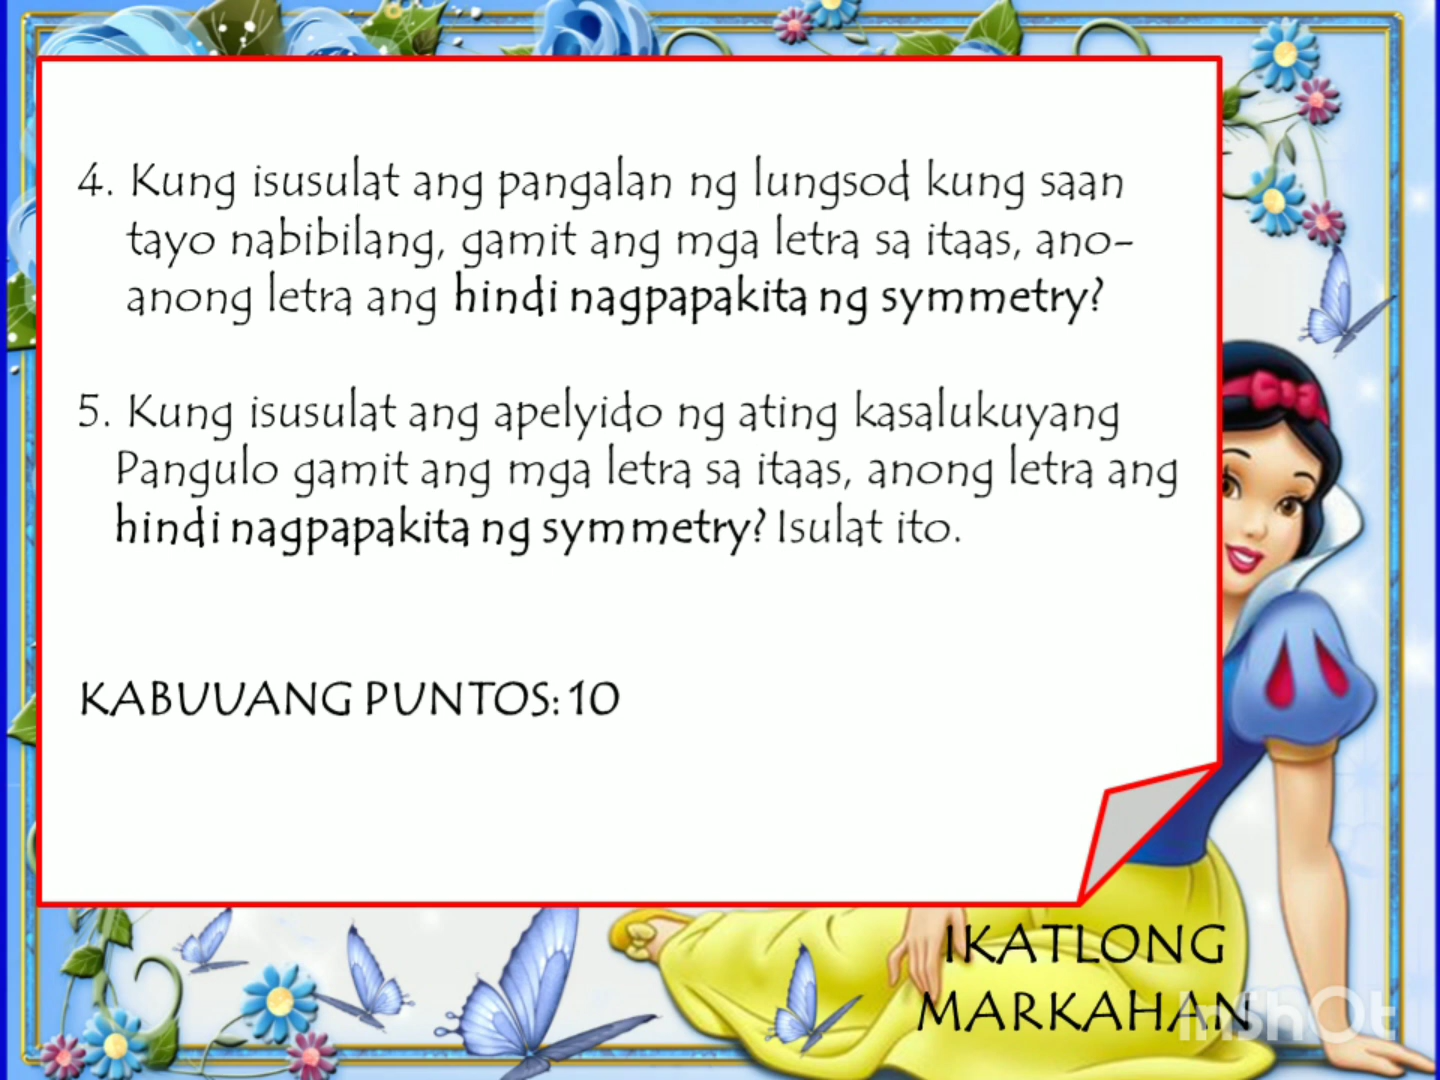 4. Kung isusulat ang pangalan ng lungsod kung saan
tayo nabibilang, gamit ang mga letra sa itaas, ano-
anong letra ang hindi nagpapakita ng symmetry?
5. Kung isusulat ang apelyido ng ating kasalukuyang
Pangulo gamit ang mga letra sa itaas, anong letra ang
hindi nagpapakita ng symmetry? Isulat ito.
KABUUANG PUNTOS: 10
IKATLONG
MARKAHAN
InShOt